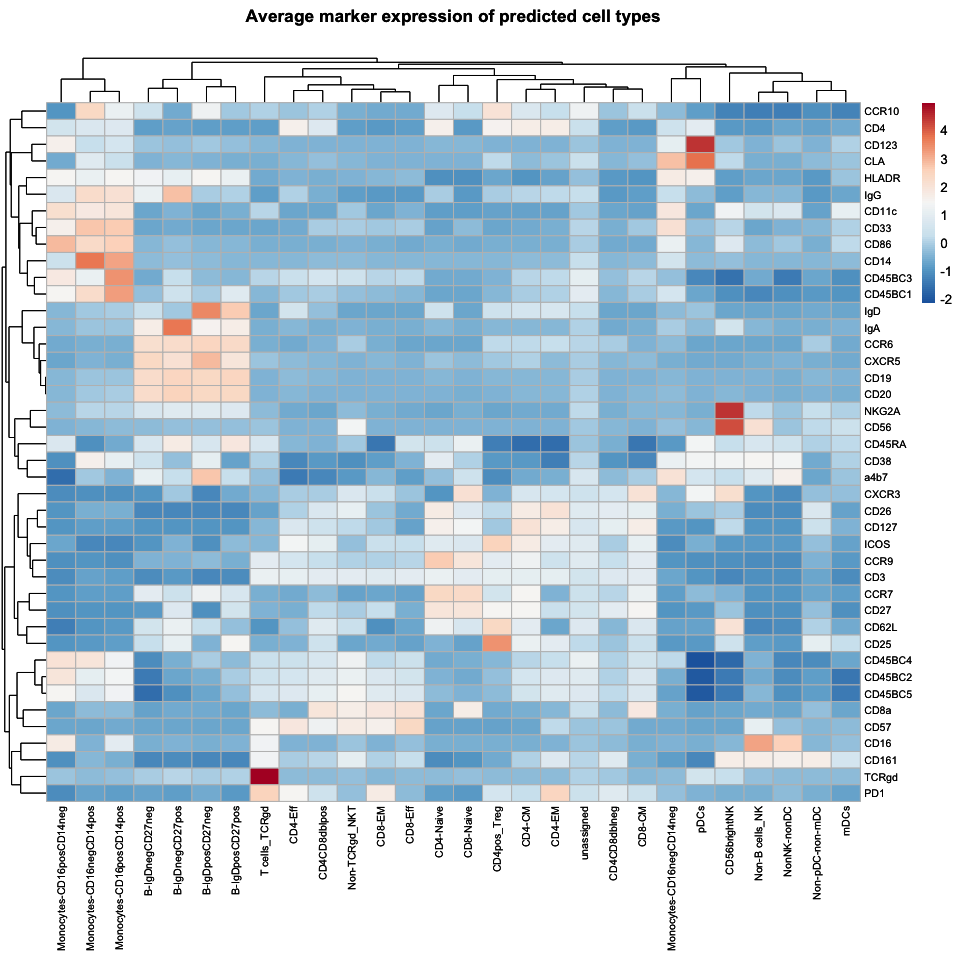 Average marker expression of predicted cell types
CCR10
CD4
CD123
CLA
HLADR
IgG
CD11c
CD33
CD86
CD14
CD45BC3
CD45BC1
IgD
IgA
CCR6
CXCR5
CD19
CD20
NKG2A
CD56
CD45RA
CD38
a4b7
CXCR3
CD26
CD127
ICOS
CCR9
CD3
CCR7
CD27
CD62L
CD25
CD45BC4
CD45BC2
CD45BC5
CD8a
CD57
CD16
CD161
TCRgd
PD1
4
3
2
1
0
-1
-2
Monocytes-CD16posCD14neg
Monocytes-CD16negCD14pos
Monocytes-CD16posCD14pos
B-IgDnegCD27neg
B-IgDnegCD27pos
B-IgDposCD27neg
B-IgDposCD27pos
T cells_TCRgd
CD4-Eff
CD4CD8dblpos
Non-TCRgd_NKT
CD8-EM
CD8-Eff
CD4-Naive
CD8-Naive
CD4pos_Treg
CD4-CM
CD4-EM
unassigned
CD4CD8dblneg
CD8-CM
Monocytes-CD16negCD14neg
pDCs
CD56brightNK
Non-B cells_NK
NonNK-nonDC
Non-pDC-non-mDC
mDCs